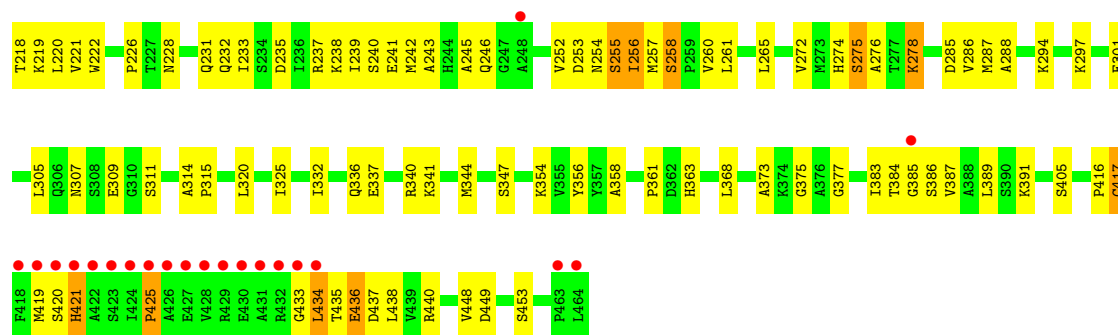 T218 K219 L220 V221 W222 P226 T227 N228 Q231 Q232 I233 S234 D235 I236 R237 K238 I239 S240 E241 M242 A243 H244 A245 Q246 G247 A248 V252 D253 N254 S255 I256 M257 S258 P259 V260 L261 L265 V272 M273 H274 S275 A276 T277 K278 D285 V286 M287 A288 K294 K297
L305 Q306 N307 S308 E309 G310 S311 A314 P315 L320 I325 I332 Q336 E337 R340 K341 M344 S347 K354 V355 Y356 Y357 A358 P361 D362 H363 L368 A373 K374 G375 A376 G377 I383 T384 G385 S386 V387 A388 L389 S390 K391 S405 P416
F418 M419 S420 H421 A422 S423 I424 P425 A426 E427 V428 R429 E430 A431 R432 G433 L434 T435 E436 D437 L438 V439 R440 V448 D449 S453 P463 L464